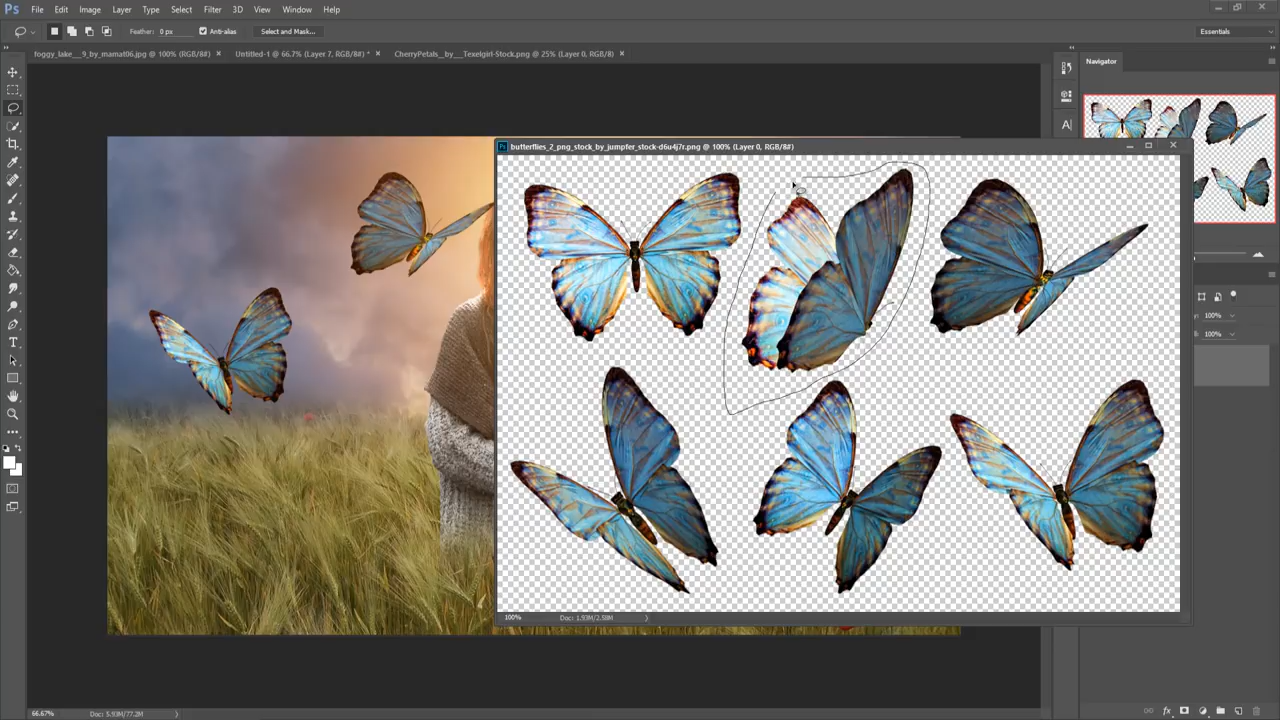 Ps File Edit Image Layer Type Select Filter 3D View Window Help
Feather: 0 px Anti-alias Select and Mask... Essentials
foggy_lake__9_by_mamat06.jpg @ 100% (RGB/8#) × Untitled-1 @ 66.7% (Layer 7, RGB/8#) * × CherryPetals__by__Texelgirl-Stock.png @ 25% (Layer 0, RGB/8#) ×
Navigator
butterflies_2_png_stock_by_jumpfer_stock-d6u4j7r.png @ 100% (Layer 0, RGB/8#)
100%
100%
100% Doc: 1.93M/2.58M
66.67% Doc: 5.93M/77.2M